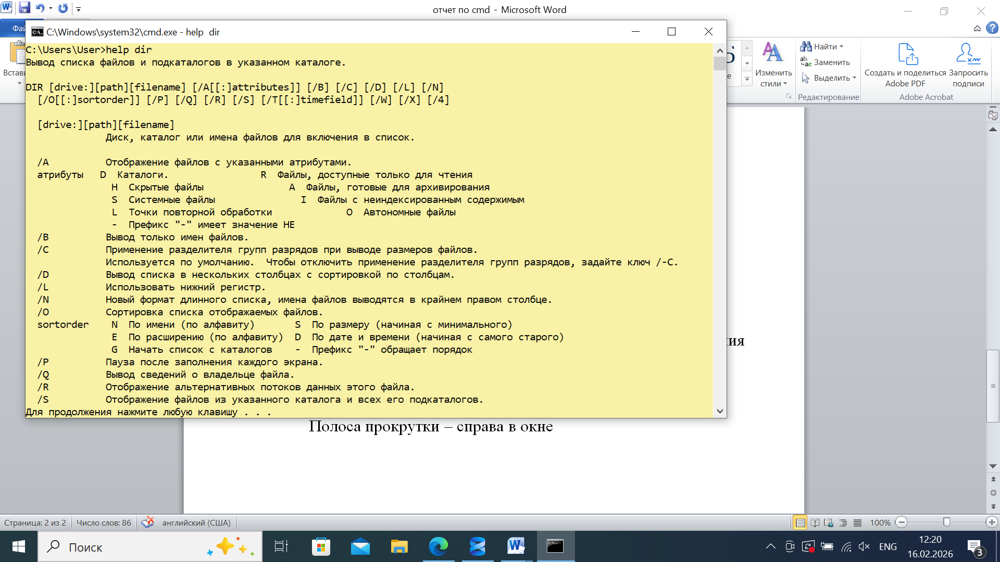 отчет по cmd - Microsoft Word
C:\Windows\system32\cmd.exe - help  dir
C:\Users\User>help dir
Вывод списка файлов и подкаталогов в указанном каталоге.
DIR [drive:][path][filename] [/A[[:]attributes]] [/B] [/C] [/D] [/L] [/N]
[/O[[:]sortorder]] [/P] [/Q] [/R] [/S] [/T[[:]timefield]] [/W] [/X] [/4]
[drive:][path][filename]
Диск, каталог или имена файлов для включения в список.
/A Отображение файлов с указанными атрибутами.
атрибуты D Каталоги. R Файлы, доступные только для чтения
H Скрытые файлы A Файлы, готовые для архивирования
S Системные файлы I Файлы с неиндексированным содержимым
L Точки повторной обработки O Автономные файлы
- Префикс "-" имеет значение НЕ
/B Вывод только имен файлов.
/C Применение разделителя групп разрядов при выводе размеров файлов.
Используется по умолчанию. Чтобы отключить применение разделителя групп разрядов, задайте ключ /-C.
/D Вывод списка в нескольких столбцах с сортировкой по столбцам.
/L Использовать нижний регистр.
/N Новый формат длинного списка, имена файлов выводятся в крайнем правом столбце.
/O Сортировка списка отображаемых файлов.
sortorder N По имени (по алфавиту) S По размеру (начиная с минимального)
E По расширению (по алфавиту) D По дате и времени (начиная с самого старого)
G Начать список с каталогов - Префикс "-" обращает порядок
/P Пауза после заполнения каждого экрана.
/Q Вывод сведений о владельце файла.
/R Отображение альтернативных потоков данных этого файла.
/S Отображение файлов из указанного каталога и всех его подкаталогов.
Для продолжения нажмите любую клавишу . . .
Изменить
стили
Найти
Заменить
Выделить
Редактирование
Создать и поделиться
Adobe PDF
Запросить
подписи
Adobe Acrobat
Полоса прокрутки – справа в окне
Страница: 2 из 2
Число слов: 86
английский (США)
100%
Поиск
ENG
12:20
16.02.2026
3